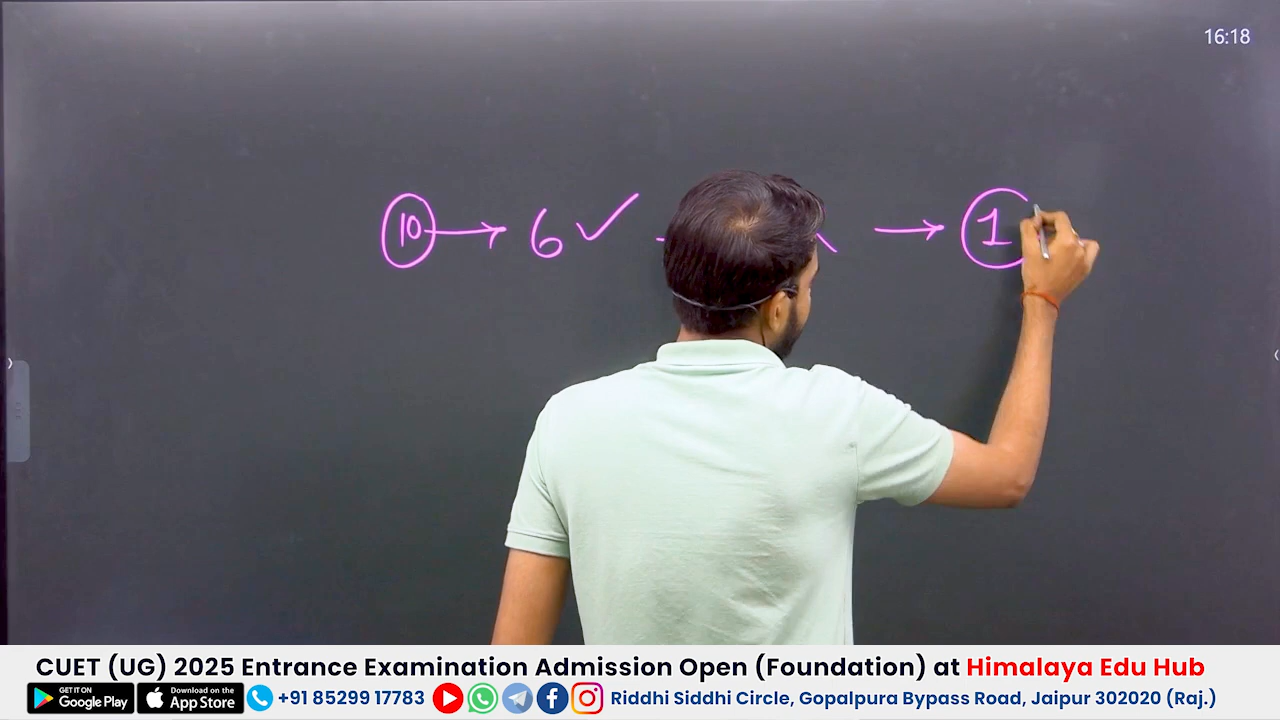 16:18
10 → 6 ✓ → 1
CUET (UG) 2025 Entrance Examination Admission Open (Foundation) at Himalaya Edu Hub
GET IT ON Google Play Download on the App Store +91 85299 17783 Riddhi Siddhi Circle, Gopalpura Bypass Road, Jaipur 302020 (Raj.)